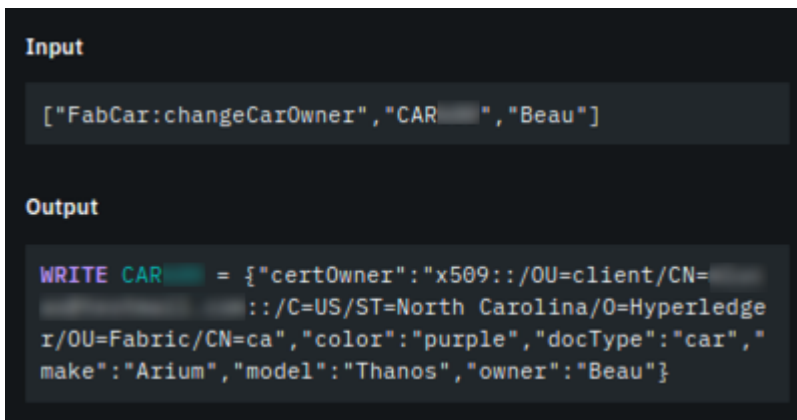 Input
["FabCar:changeCarOwner","CAR ","Beau"]
Output
WRITE CAR = {"certOwner":"x509::/OU=client/CN=
::/C=US/ST=North Carolina/O=Hyperledge
r/OU=Fabric/CN=ca","color":"purple","docType":"car","
make":"Arium","model":"Thanos","owner":"Beau"}